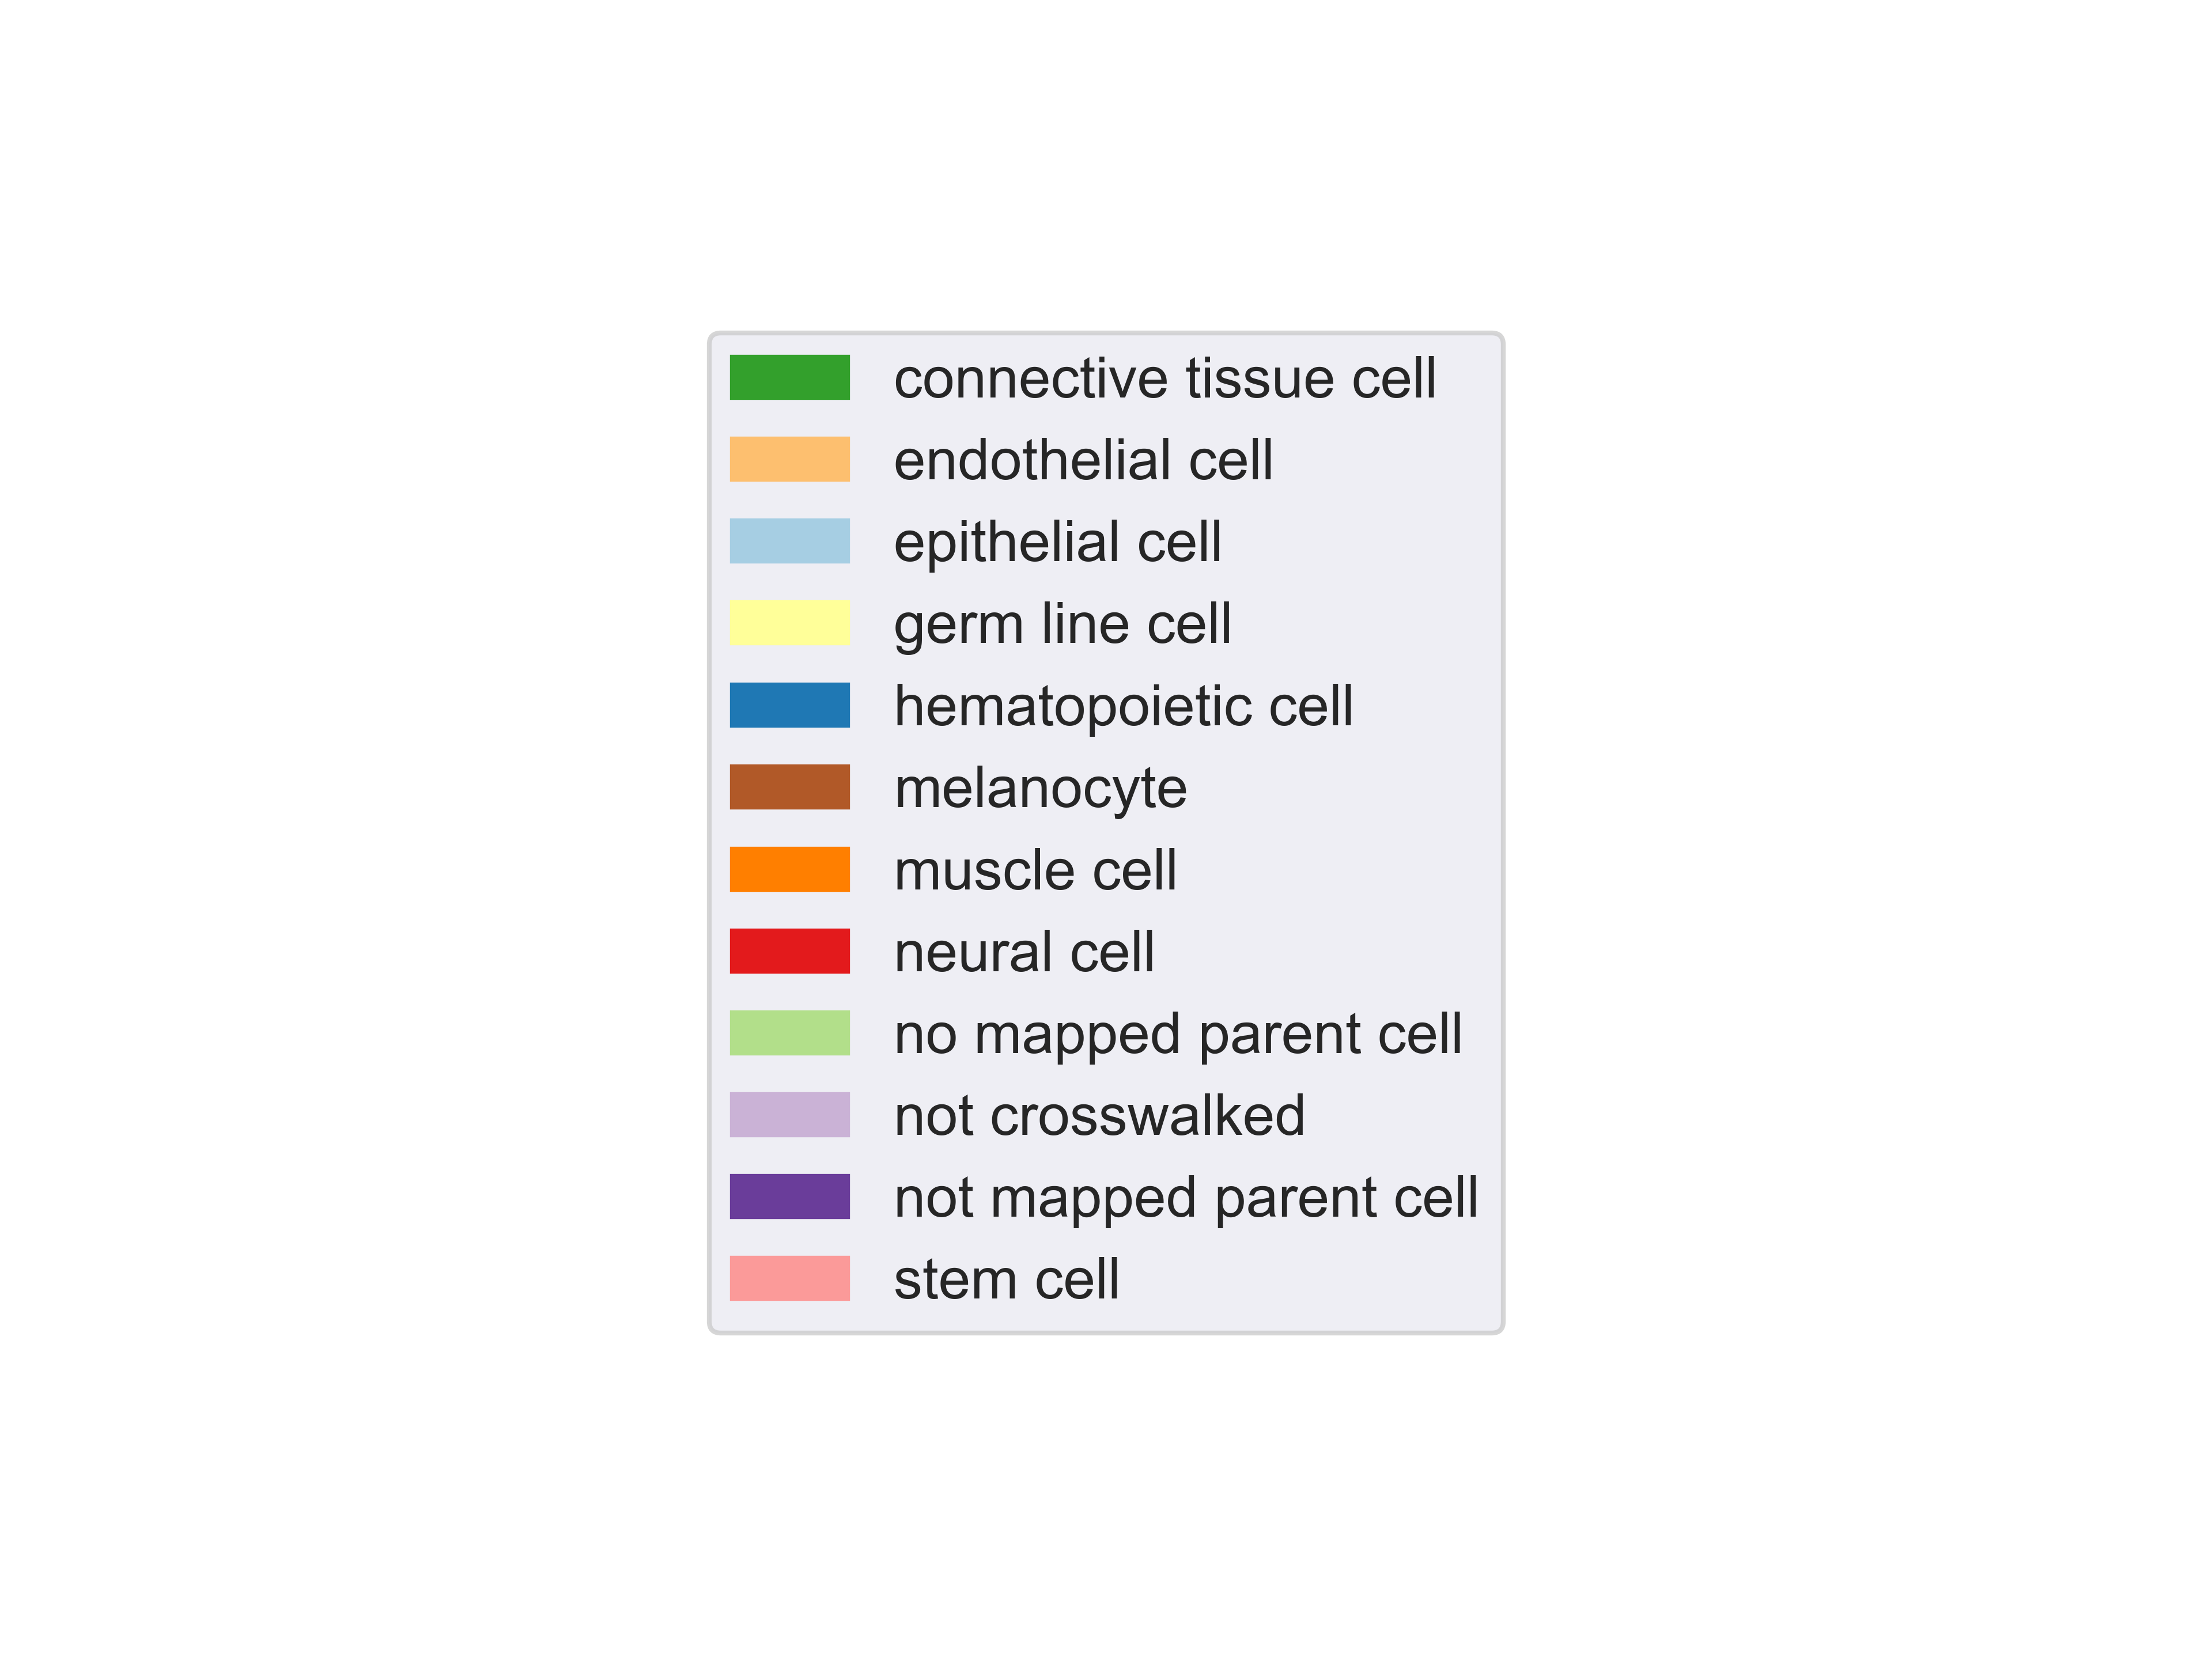 connective tissue cell
endothelial cell
epithelial cell
germ line cell
hematopoietic cell
melanocyte
muscle cell
neural cell
no mapped parent cell
not crosswalked
not mapped parent cell
stem cell